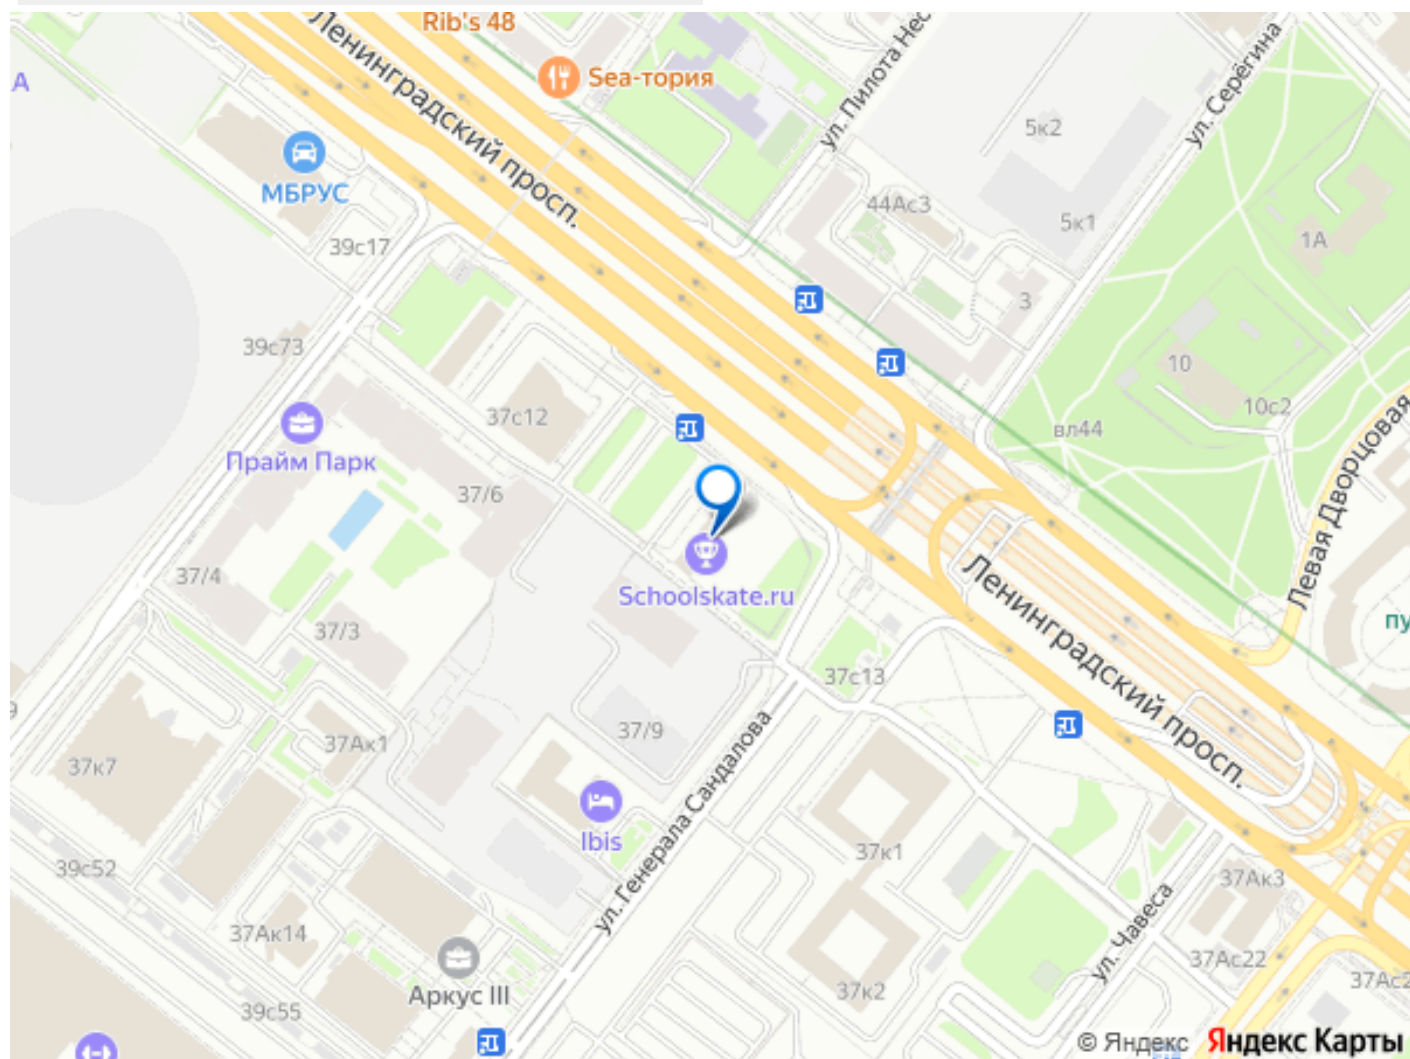 Rib's 48
Ленинградский просп.
Sea-тория
ул. Пилота Нес
ул. Серёгина
А
МБРУС
5к2
44Ас3
5к1
1А
39с17
3
39с73
10
10с2
37с12
вл44
Прайм Парк
37/6
Левая Дворцовая
37/4
Schoolskate.ru
Ленинградский просп.
пу
37/3
37с13
9
37/9
37Ак1
37к7
ул. Генерала Сандалова
Ibis
37к1
39с52
37Ак3
ул. Чавеса
37Ак14
37Ас22
37Ас2
Аркус III
37к2
39с55
© Яндекс Яндекс Карты